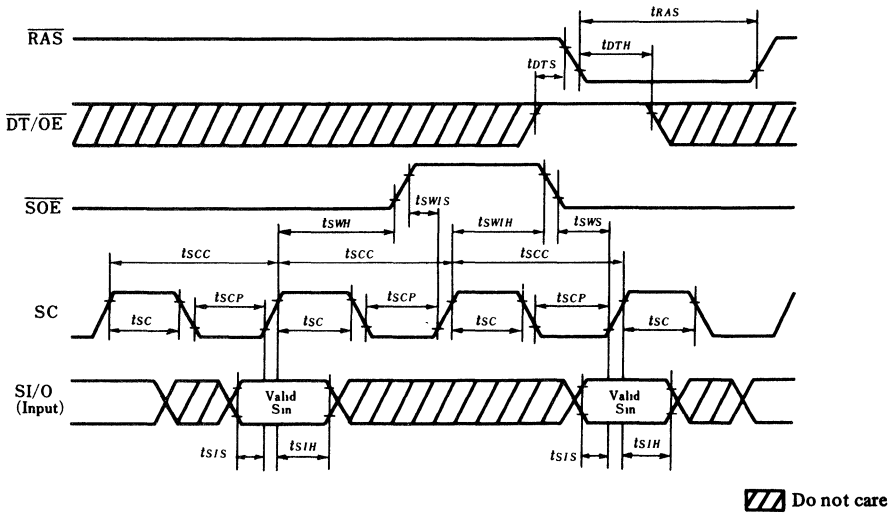 tRAS
RAS
tDTH
tDTS
DT/OE
SOE
tSWIS
tSWH tSWIH tSWS
tSCC tSCC tSCC
tSCP tSCP tSCP
SC
tSC tSC tSC tSC
SI/O
(Input)
Valid
Sin
Valid
Sin
tSIS tSIH tSIS tSIH
Do not care